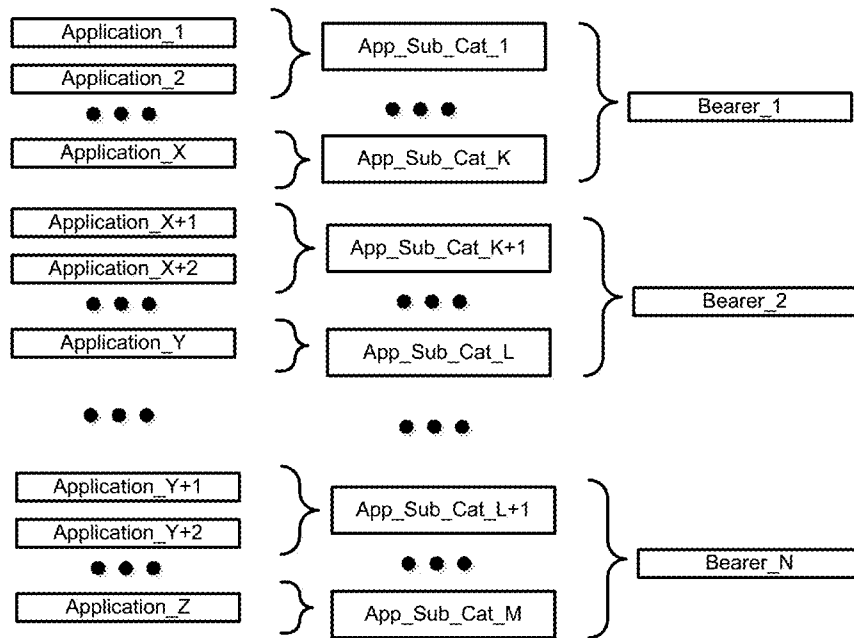 Application_1
Application_2
Application_X
App_Sub_Cat_1
App_Sub_Cat_K
Bearer_1
Application_X+1
Application_X+2
Application_Y
App_Sub_Cat_K+1
App_Sub_Cat_L
Bearer_2
Application_Y+1
Application_Y+2
Application_Z
App_Sub_Cat_L+1
App_Sub_Cat_M
Bearer_N